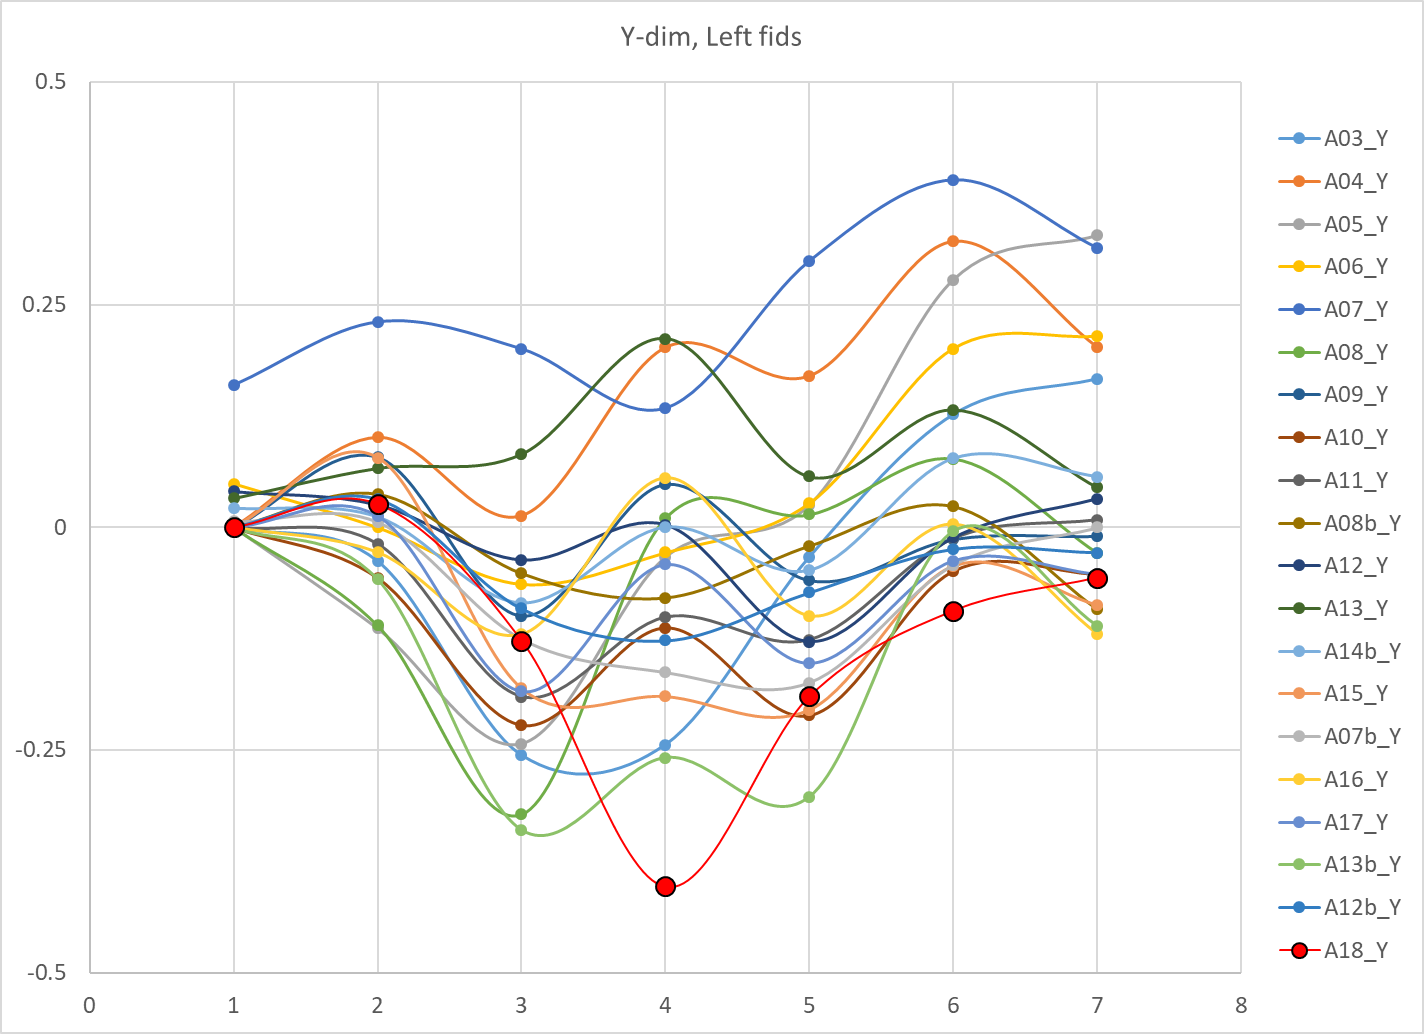 Y-dim, Left fids
0.5
0.25
0
-0.25
-0.5
0 1 2 3 4 5 6 7 8
A03_Y
A04_Y
A05_Y
A06_Y
A07_Y
A08_Y
A09_Y
A10_Y
A11_Y
A08b_Y
A12_Y
A13_Y
A14b_Y
A15_Y
A07b_Y
A16_Y
A17_Y
A13b_Y
A12b_Y
A18_Y